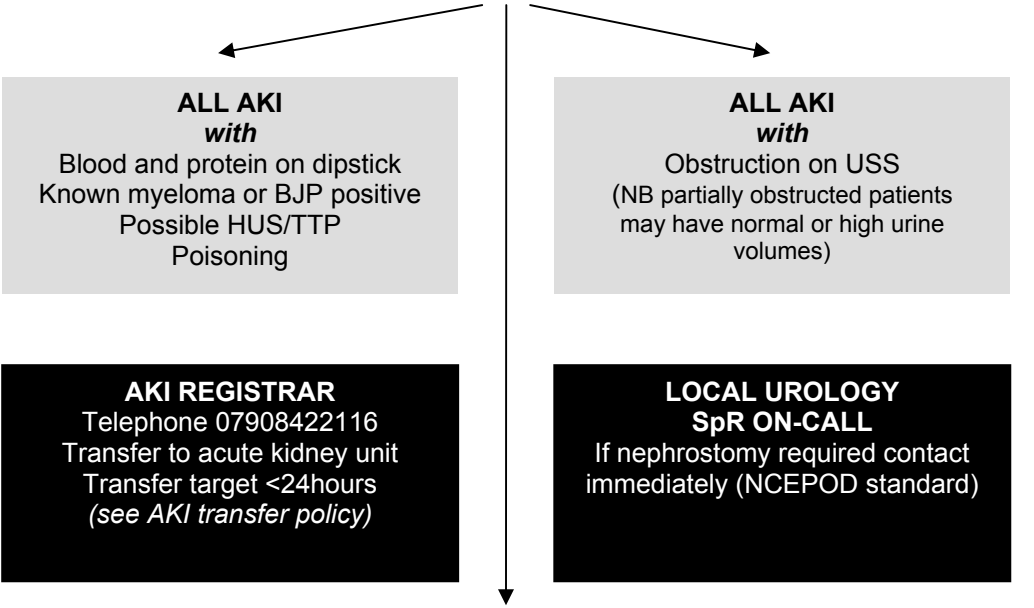 ALL AKI
with
Blood and protein on dipstick
Known myeloma or BJP positive
Possible HUS/TTP
Poisoning
ALL AKI
with
Obstruction on USS
(NB partially obstructed patients
may have normal or high urine
volumes)
AKI REGISTRAR
Telephone 07908422116
Transfer to acute kidney unit
Transfer target <24hours
(see AKI transfer policy)
LOCAL UROLOGY
SpR ON-CALL
If nephrostomy required contact
immediately (NCEPOD standard)